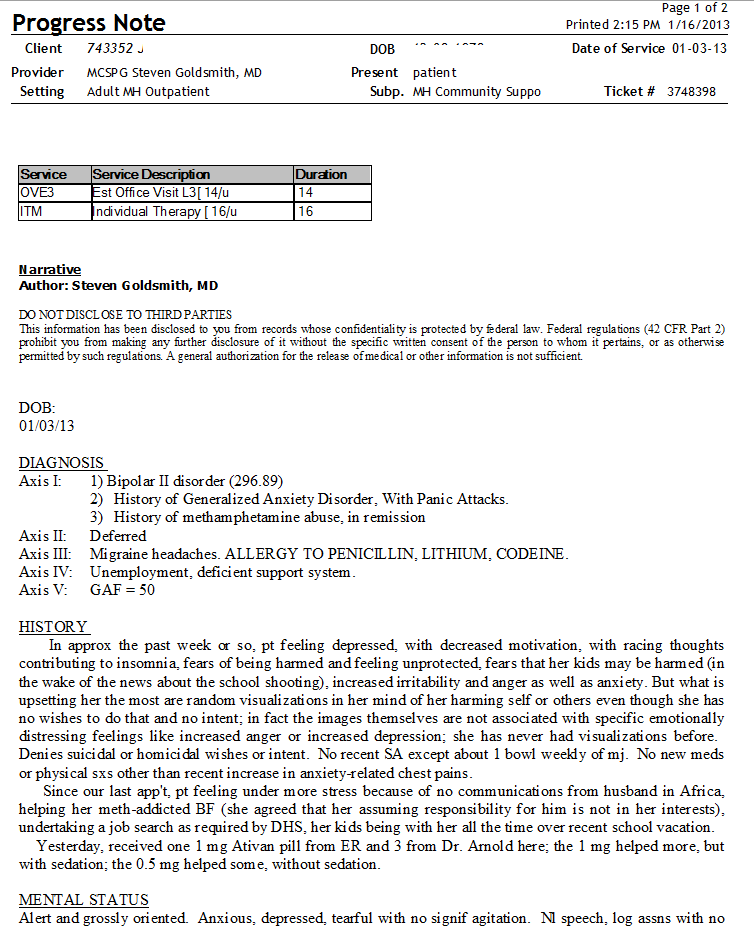 Page 1 of 2
Progress Note
Printed 2:15 PM 1/16/2013
Client 743352 J DOB Date of Service 01-03-13
Provider MCSPG Steven Goldsmith, MD Present patient
Setting Adult MH Outpatient Subp. MH Community Suppo Ticket # 3748398
Service Service Description Duration
OVE3 Est Office Visit L3[ 14/u 14
ITM Individual Therapy [ 16/u 16
Narrative
Author: Steven Goldsmith, MD
DO NOT DISCLOSE TO THIRD PARTIES
This information has been disclosed to you from records whose confidentiality is protected by federal law. Federal regulations (42 CFR Part 2)
prohibit you from making any further disclosure of it without the specific written consent of the person to whom it pertains, or as otherwise
permitted by such regulations. A general authorization for the release of medical or other information is not sufficient.
DOB:
01/03/13
DIAGNOSIS
Axis I: 1) Bipolar II disorder (296.89)
2) History of Generalized Anxiety Disorder, With Panic Attacks.
3) History of methamphetamine abuse, in remission
Axis II: Deferred
Axis III: Migraine headaches. ALLERGY TO PENICILLIN, LITHIUM, CODEINE.
Axis IV: Unemployment, deficient support system.
Axis V: GAF = 50
HISTORY
In approx the past week or so, pt feeling depressed, with decreased motivation, with racing thoughts
contributing to insomnia, fears of being harmed and feeling unprotected, fears that her kids may be harmed (in
the wake of the news about the school shooting), increased irritability and anger as well as anxiety. But what is
upsetting her the most are random visualizations in her mind of her harming self or others even though she has
no wishes to do that and no intent; in fact the images themselves are not associated with specific emotionally
distressing feelings like increased anger or increased depression; she has never had visualizations before.
Denies suicidal or homicidal wishes or intent. No recent SA except about 1 bowl weekly of mj. No new meds
or physical sxs other than recent increase in anxiety-related chest pains.
Since our last app't, pt feeling under more stress because of no communications from husband in Africa,
helping her meth-addicted BF (she agreed that her assuming responsibility for him is not in her interests),
undertaking a job search as required by DHS, her kids being with her all the time over recent school vacation.
Yesterday, received one 1 mg Ativan pill from ER and 3 from Dr. Arnold here; the 1 mg helped more, but
with sedation; the 0.5 mg helped some, without sedation.
MENTAL STATUS
Alert and grossly oriented. Anxious, depressed, tearful with no signif agitation. Nl speech, log assns with no